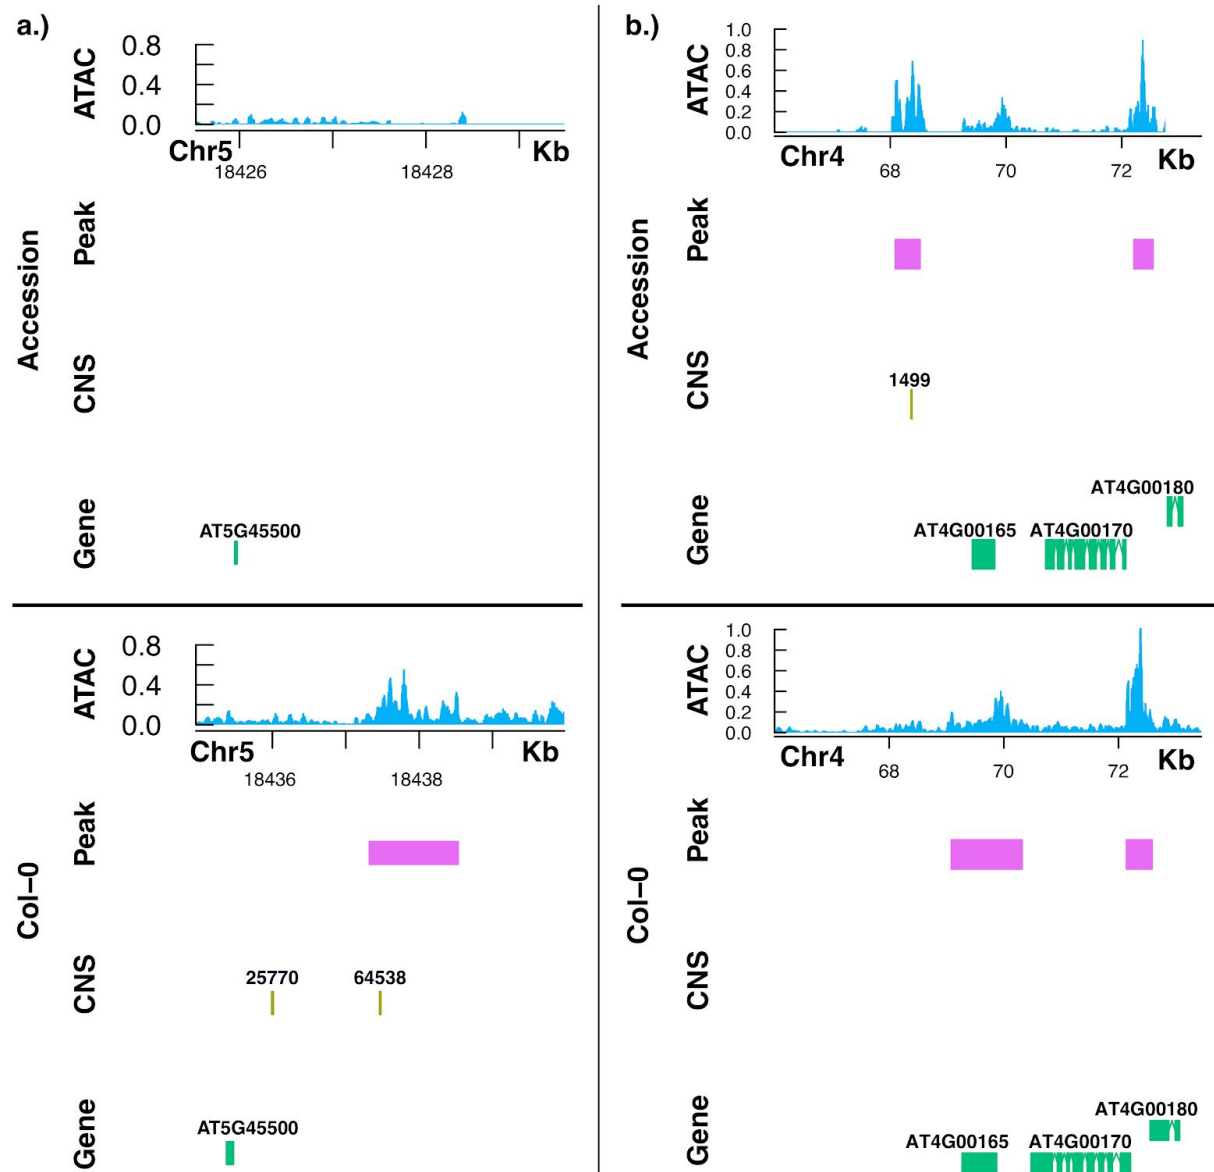 a.)
Accession
ATAC
0.8
0.4
0.0
Chr5 Kb
18426 18428
Peak
CNS
Gene
AT5G45500
Col–0
ATAC
0.8
0.4
0.0
Chr5 Kb
18436 18438
Peak
CNS
25770 64538
Gene
AT5G45500
b.)
Accession
ATAC
1.0
0.8
0.6
0.4
0.2
0.0
Chr4 Kb
68 70 72
Peak
CNS
1499
Gene
AT4G00180
AT4G00165 AT4G00170
Col–0
ATAC
1.0
0.8
0.6
0.4
0.2
0.0
Chr4 Kb
68 70 72
Peak
CNS
Gene
AT4G00180
AT4G00165 AT4G00170